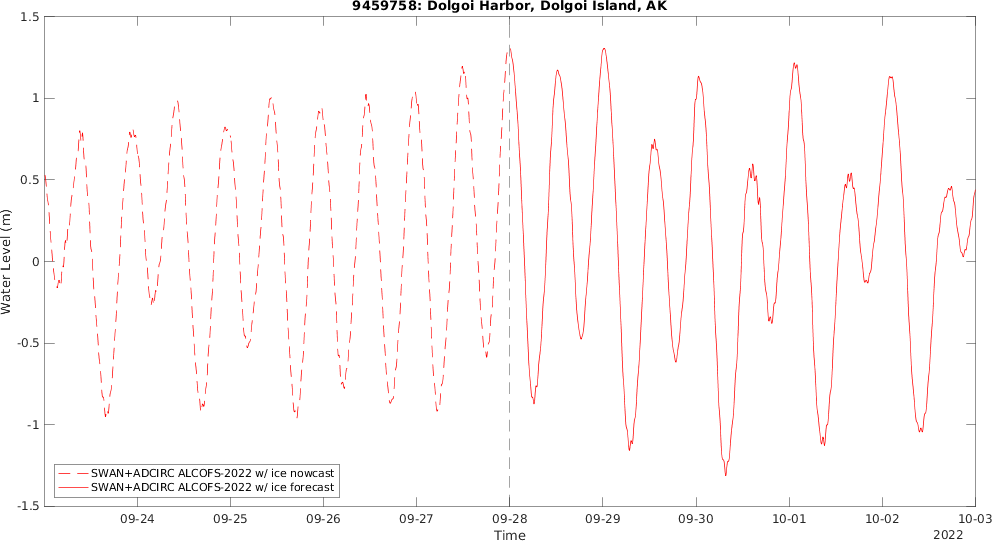 9459758: Dolgoi Harbor, Dolgoi Island, AK
1.5
1
0.5
0
-0.5
-1
-1.5
Water Level (m)
SWAN+ADCIRC ALCOFS-2022 w/ ice nowcast
SWAN+ADCIRC ALCOFS-2022 w/ ice forecast
09-24 09-25 09-26 09-27 09-28 09-29 09-30 10-01 10-02 10-03
Time
2022